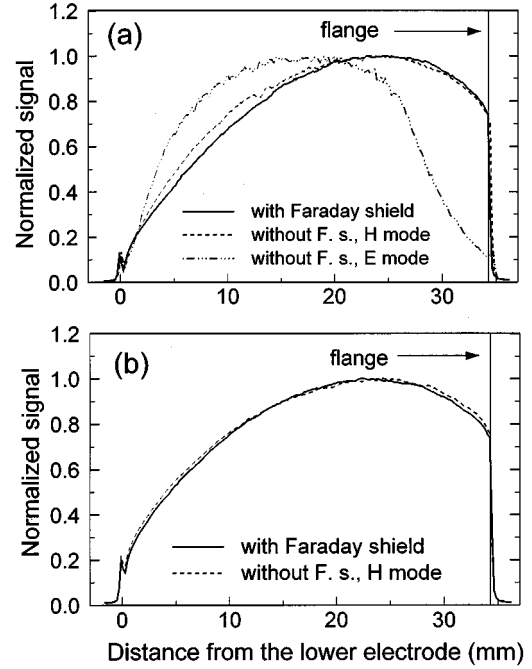 1.2
(a)
flange
1.0
0.8
0.6
0.4
with Faraday shield
without F. s., H mode
0.2
without F. s., E mode
0.0
0 10 20 30
Normalized signal
1.2
(b)
flange
1.0
0.8
0.6
0.4
with Faraday shield
0.2
without F. s., H mode
0.0
0 10 20 30
Normalized signal
Distance from the lower electrode (mm)